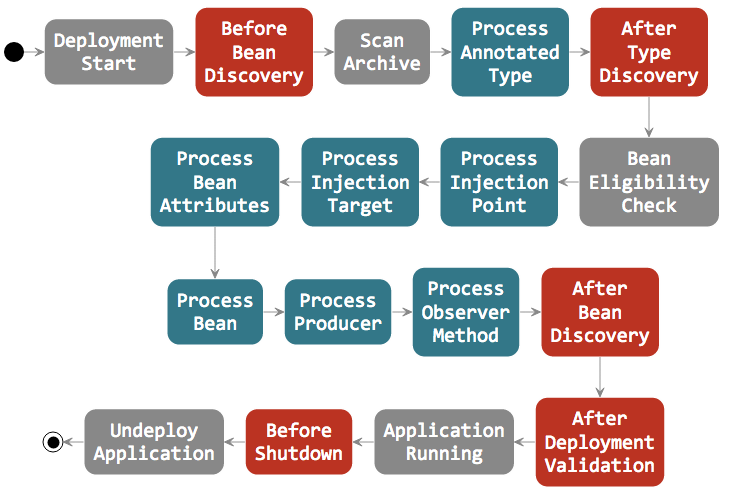 Deployment
Start
Before
Bean
Discovery
Scan
Archive
Process
Annotated
Type
After
Type
Discovery
Bean
Eligibility
Check
Process
Injection
Point
Process
Injection
Target
Process
Bean
Attributes
Process
Bean
Process
Producer
Process
Observer
Method
After
Bean
Discovery
After
Deployment
Validation
Application
Running
Before
Shutdown
Undeploy
Application